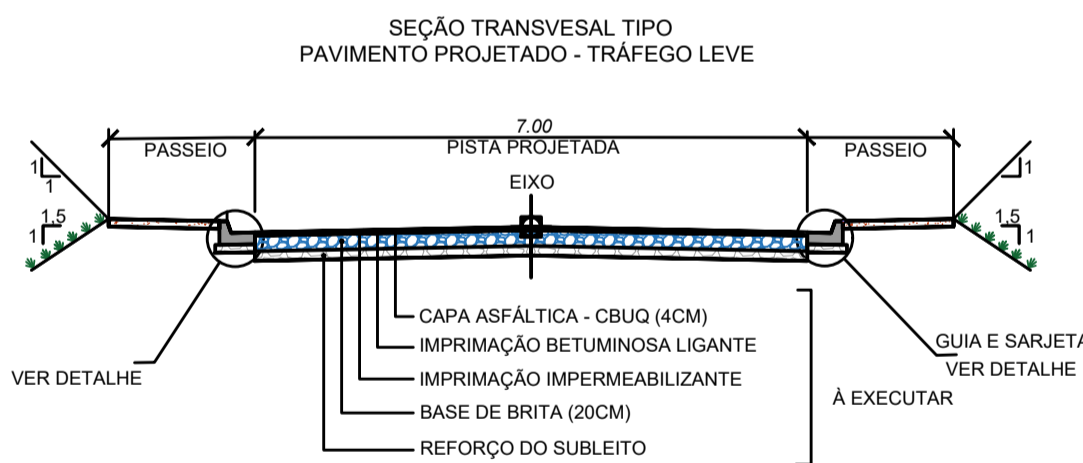 SEÇÃO TRANSVESAL TIPO
PAVIMENTO PROJETADO - TRÁFEGO LEVE
7.00
PASSEIO
PISTA PROJETADA
PASSEIO
EIXO
1
1
1
1.5
1
1.5
1
CAPA ASFÁLTICA - CBUQ (4CM)
IMPRIMAÇÃO BETUMINOSA LIGANTE
IMPRIMAÇÃO IMPERMEABILIZANTE
BASE DE BRITA (20CM)
REFORÇO DO SUBLEITO
VER DETALHE
GUIA E SARJETA
VER DETALHE
À EXECUTAR